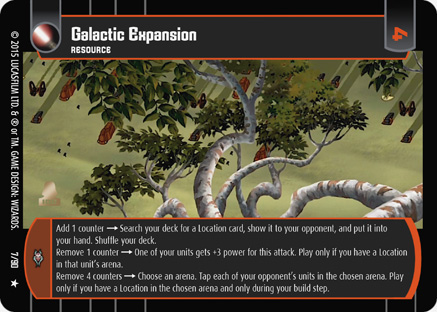 Galactic Expansion
RESOURCE
4
Add 1 counter → Search your deck for a Location card, show it to your opponent, and put it into
your hand. Shuffle your deck.
Remove 1 counter → One of your units gets +3 power for this attack. Play only if you have a Location
in that unit's arena.
Remove 4 counters → Choose an arena. Tap each of your opponent's units in the chosen arena. Play
only if you have a Location in the chosen arena and only during your build step.
© 2015 LUCASFILM LTD. & ® or TM. GAME DESIGN, WIZARDS. 7/90 ★